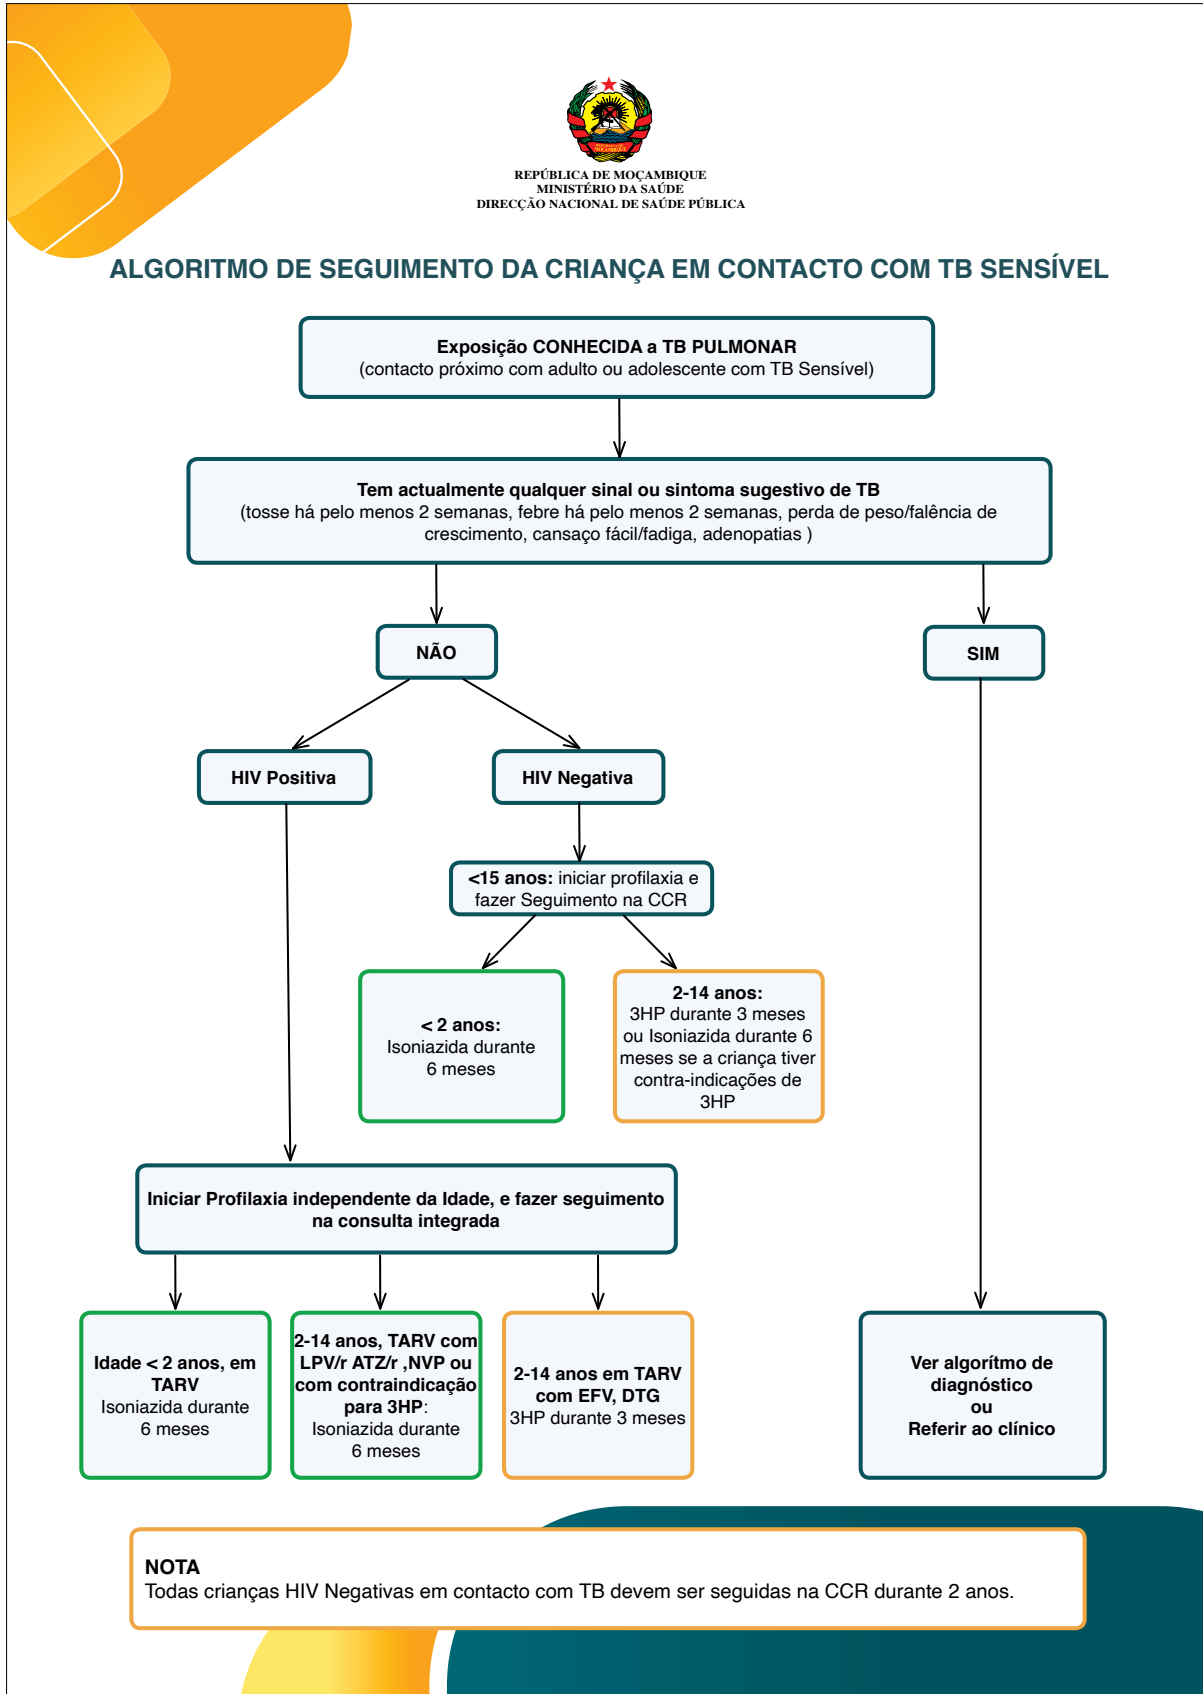 REPÚBLICA DE MOÇAMBIQUE
MINISTÉRIO DA SAÚDE
DIRECÇÃO NACIONAL DE SAÚDE PÚBLICA
ALGORITMO DE SEGUIMENTO DA CRIANÇA EM CONTACTO COM TB SENSÍVEL
Exposição CONHECIDA a TB PULMONAR
(contacto próximo com adulto ou adolescente com TB Sensível)
Tem actualmente qualquer sinal ou sintoma sugestivo de TB
(tosse há pelo menos 2 semanas, febre há pelo menos 2 semanas, perda de peso/falência de
crescimento, cansaço fácil/fadiga, adenopatias )
NÃO
SIM
HIV Positiva
HIV Negativa
<15 anos: iniciar profilaxia e
fazer Seguimento na CCR
< 2 anos:
Isoniazida durante
6 meses
2-14 anos:
3HP durante 3 meses
ou Isoniazida durante 6
meses se a criança tiver
contra-indicações de
3HP
Iniciar Profilaxia independente da Idade, e fazer seguimento
na consulta integrada
Idade < 2 anos, em
TARV
Isoniazida durante
6 meses
2-14 anos, TARV com
LPV/r ATZ/r ,NVP ou
com contraindicação
para 3HP:
Isoniazida durante
6 meses
2-14 anos em TARV
com EFV, DTG
3HP durante 3 meses
Ver algorítmo de
diagnóstico
ou
Referir ao clínico
NOTA
Todas crianças HIV Negativas em contacto com TB devem ser seguidas na CCR durante 2 anos.